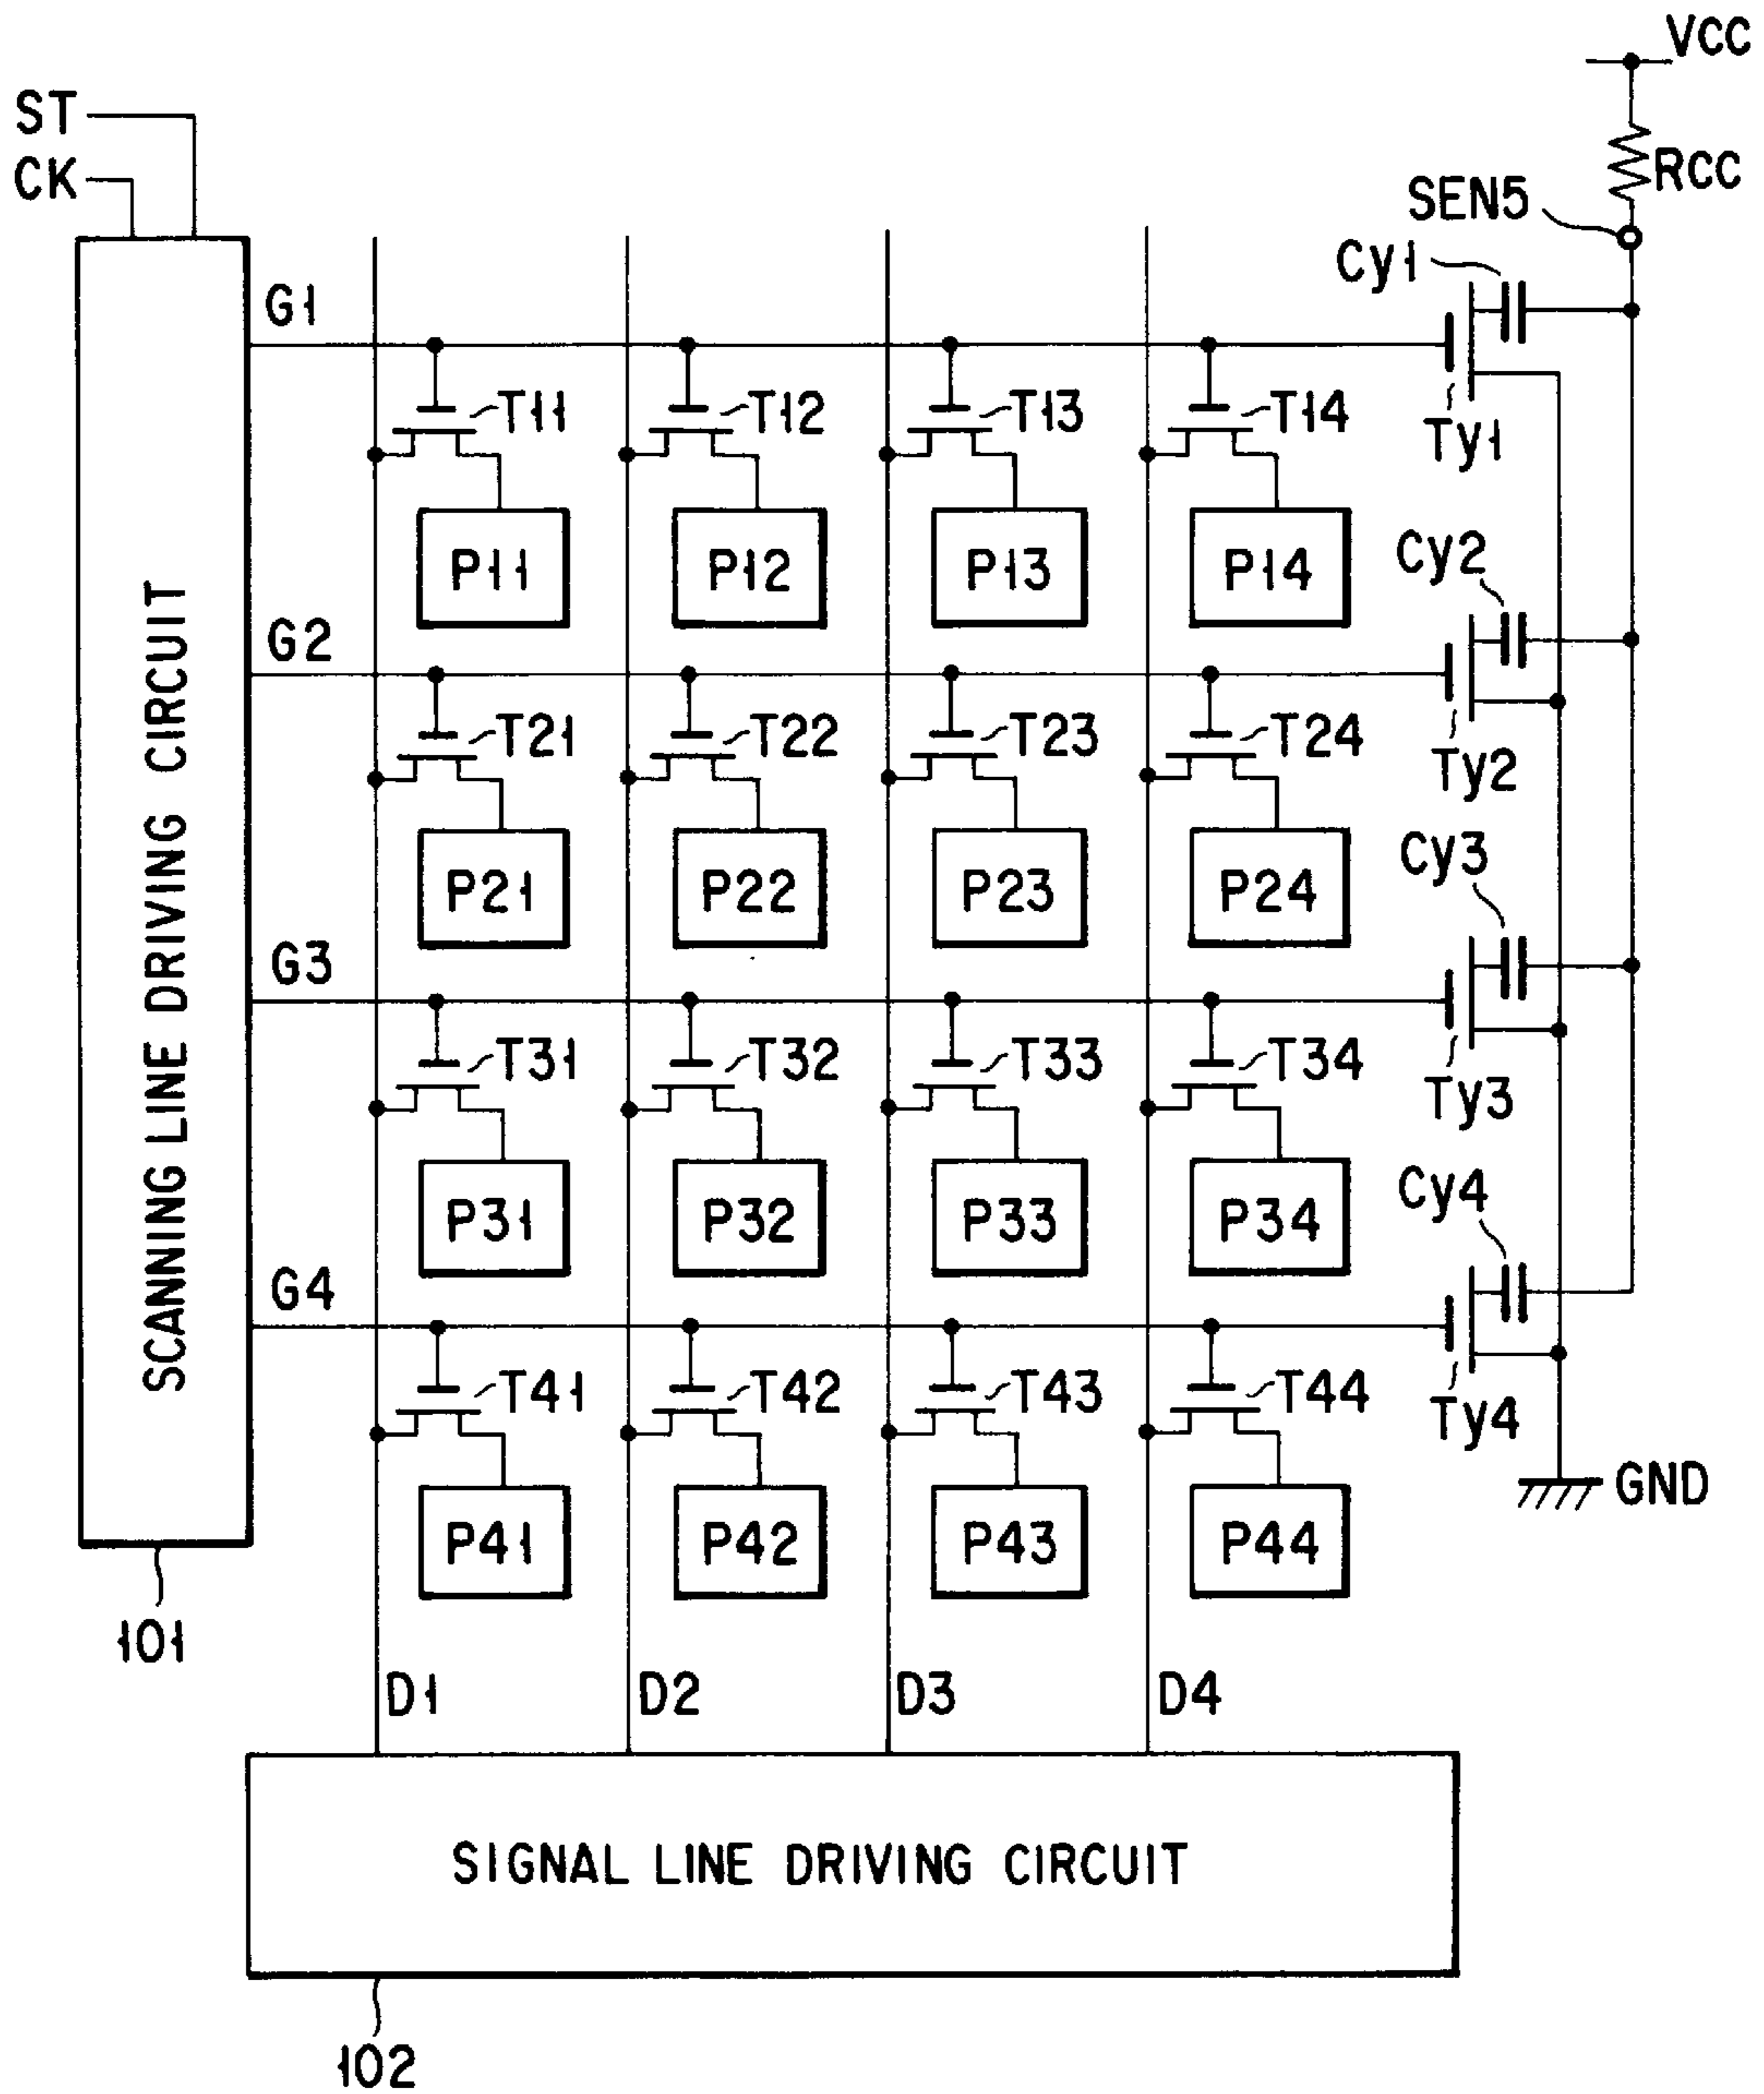 VCC
ST
CK
RCC
SEN5
Cy1
G1
T11
T12
T13
T14
Ty1
P11
P12
P13
P14
Cy2
G2
T21
T22
T23
T24
Ty2
P21
P22
P23
P24
Cy3
G3
T31
T32
T33
T34
Ty3
P31
P32
P33
P34
Cy4
G4
T41
T42
T43
T44
Ty4
GND
P41
P42
P43
P44
SCANNING LINE DRIVING CIRCUIT
101
D1
D2
D3
D4
SIGNAL LINE DRIVING CIRCUIT
102